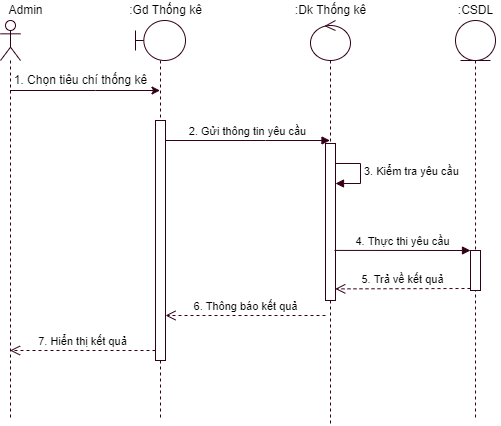 Admin
:Gd Thống kê
:Dk Thống kê
:CSDL
1. Chọn tiêu chí thống kê
2. Gửi thông tin yêu cầu
3. Kiểm tra yêu cầu
4. Thực thi yêu cầu
5. Trả về kết quả
6. Thông báo kết quả
7. Hiển thị kết quả